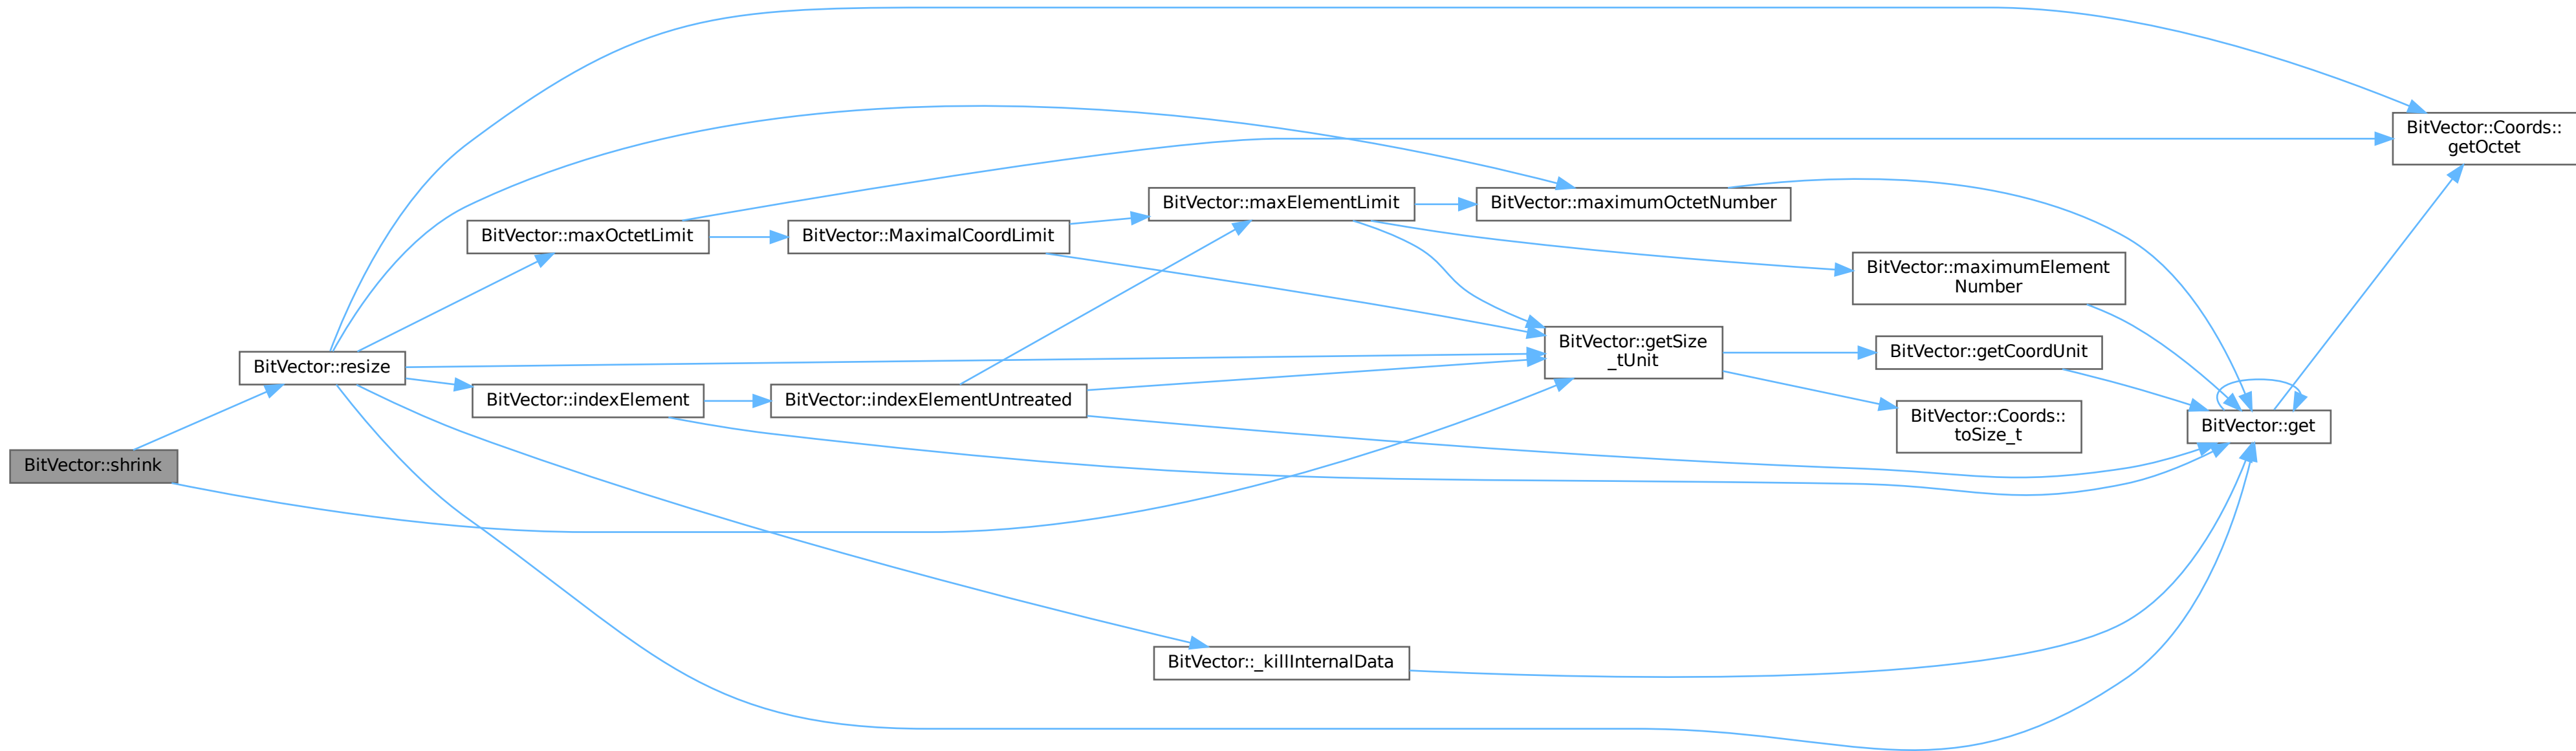 BitVector::shrink
BitVector::resize
BitVector::maxOctetLimit
BitVector::indexElement
BitVector::MaximalCoordLimit
BitVector::indexElementUntreated
BitVector::maxElementLimit
BitVector::_killInternalData
BitVector::maximumOctetNumber
BitVector::getSize
_tUnit
BitVector::maximumElement
Number
BitVector::getCoordUnit
BitVector::Coords::
toSize_t
BitVector::get
BitVector::Coords::
getOctet